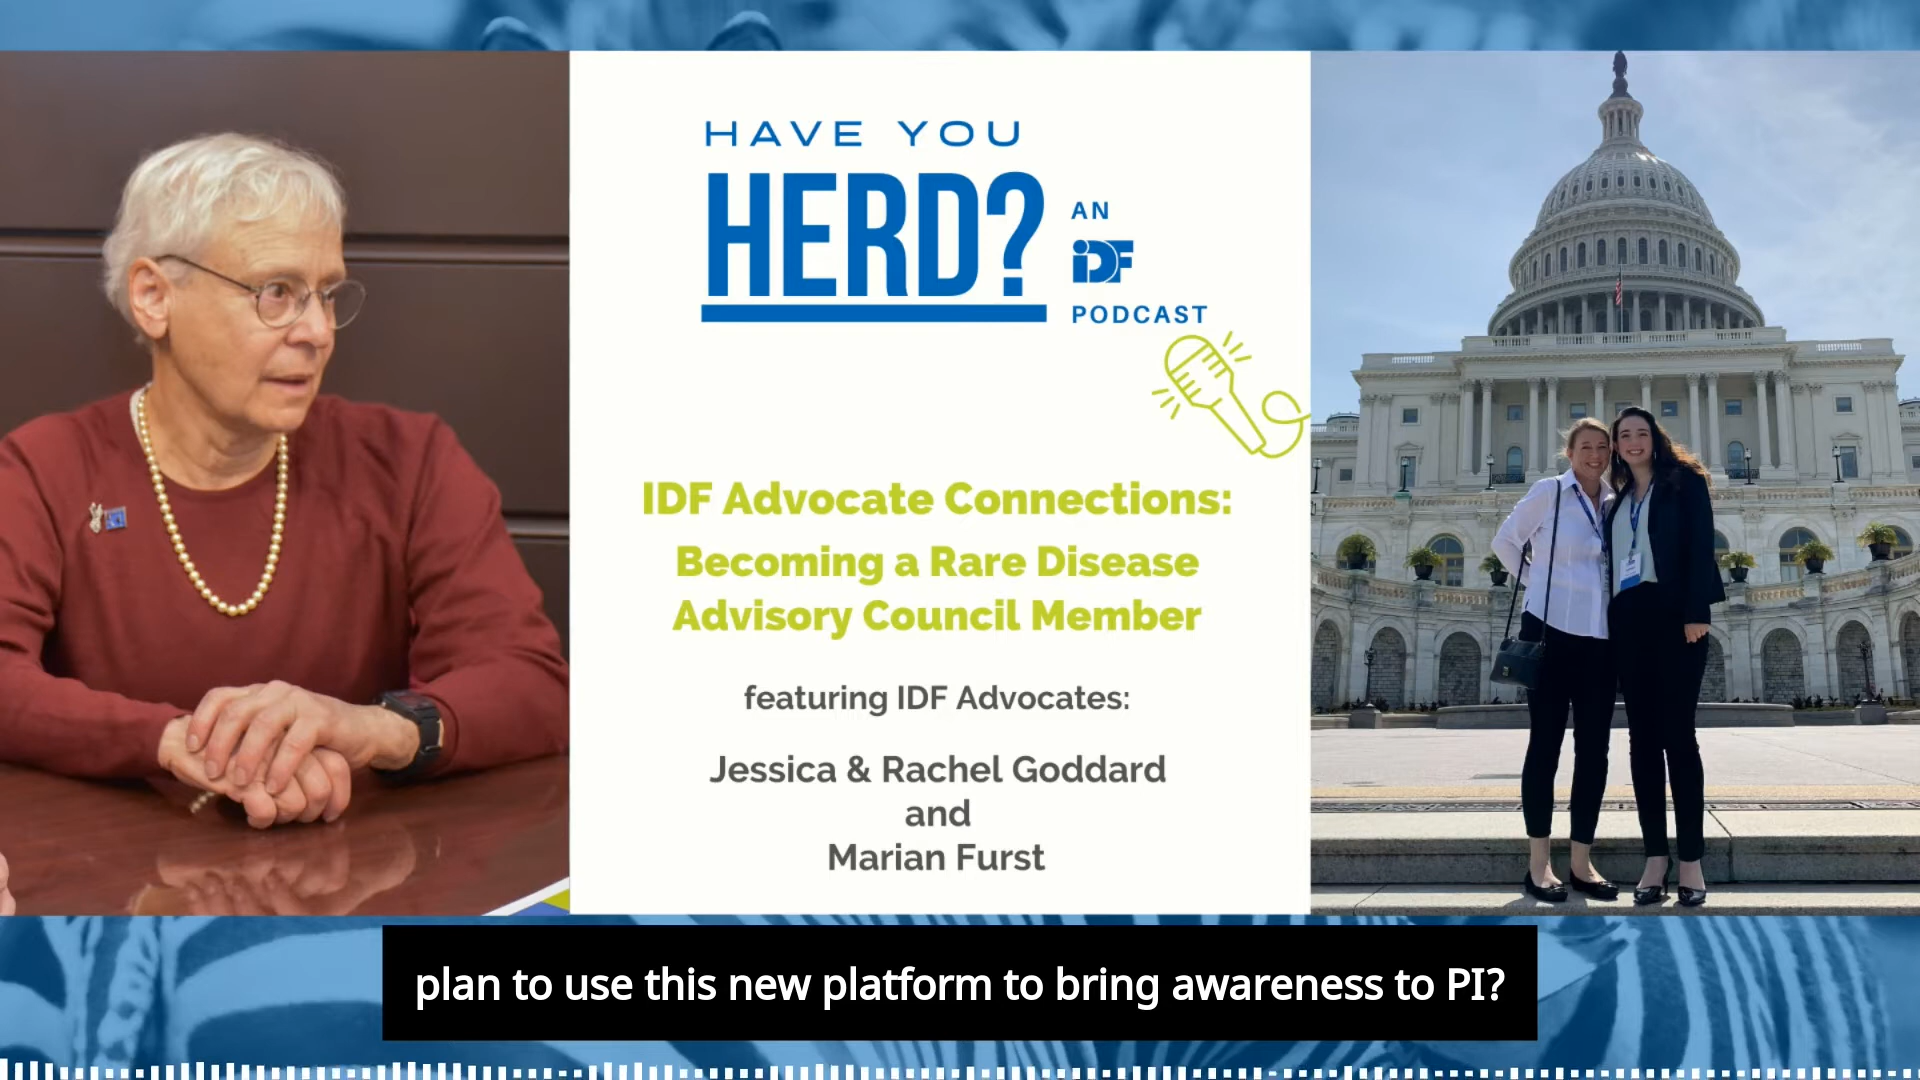 HAVE YOU
HERD?
AN
IDF
PODCAST
IDF Advocate Connections:
Becoming a Rare Disease
Advisory Council Member
featuring IDF Advocates:
Jessica & Rachel Goddard
and
Marian Furst
plan to use this new platform to bring awareness to PI?